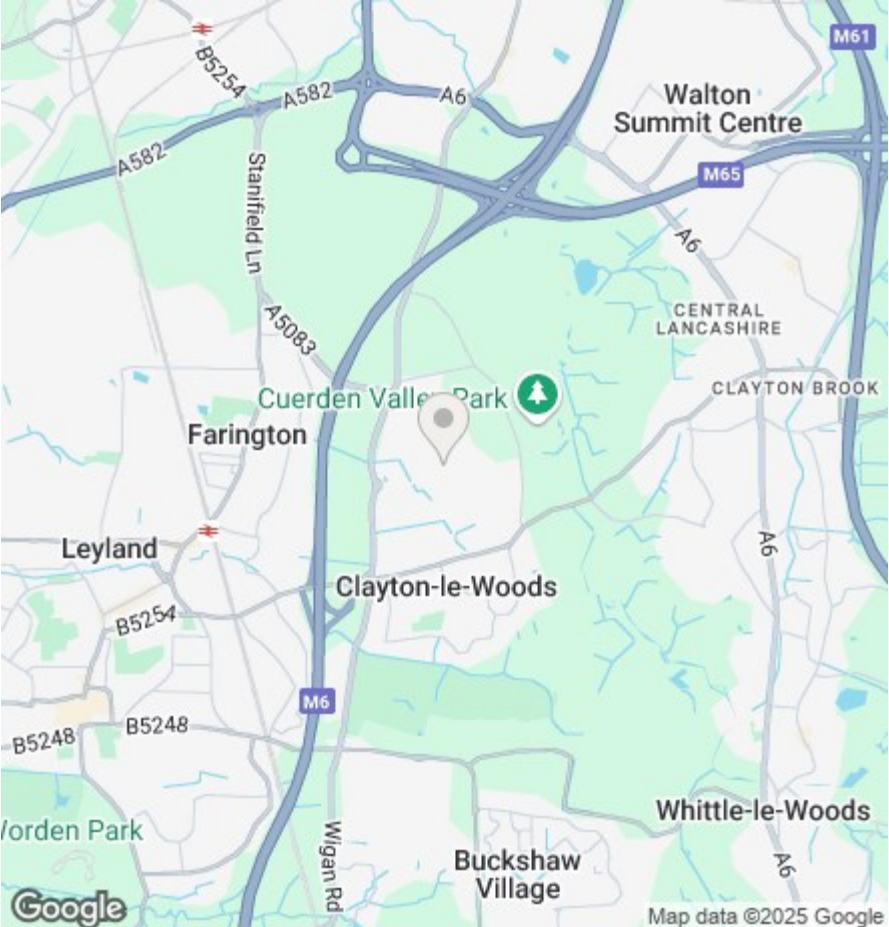 M61
B5254
A582
A6
Walton
Summit Centre
A582
M65
Stanifield Ln
A6
A5083
CENTRAL
LANCASHIRE
CLAYTON BROOK
Cuerden Valley Park
Farington
Leyland
A6
Clayton-le-Woods
B5254
M6
B5248
B5248
Whittle-le-Woods
Worden Park
Wigan Rd
Buckshaw
Village
A6
Google
Map data ©2025 Google